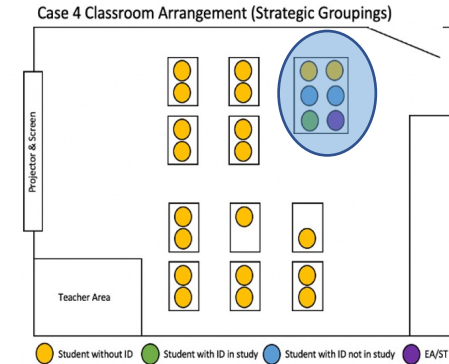 Case 4 Classroom Arrangement (Strategic Groupings)
Projector & Screen
Teacher Area
Student without ID
Student with ID in study
Student with ID not in study
EA/ST